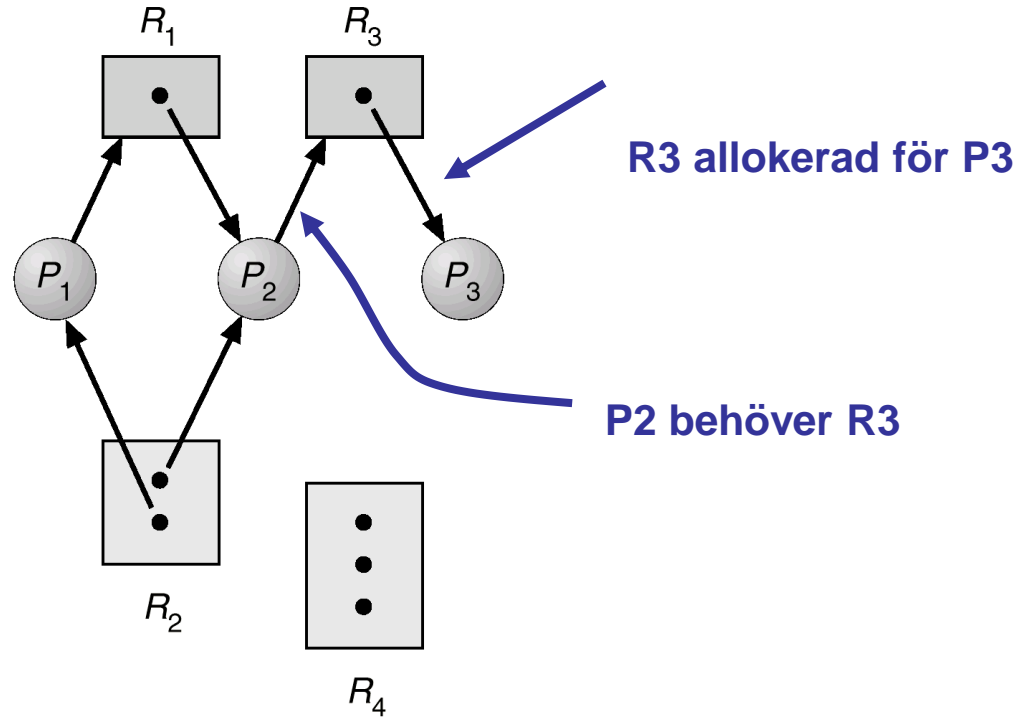 R1
R3
R3 allokerad för P3
P1
P2
P3
P2 behöver R3
R2
R4